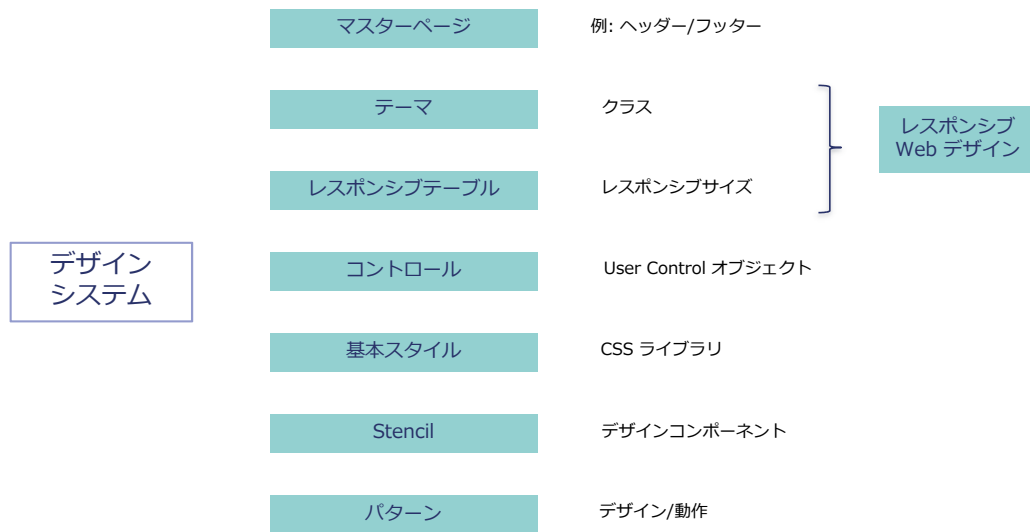 マスターページ
例: ヘッダー/フッター
テーマ
クラス
レスポンシブ
Web デザイン
レスポンシブテーブル
レスポンシブサイズ
デザイン
システム
コントロール
User Control オブジェクト
基本スタイル
CSS ライブラリ
Stencil
デザインコンポーネント
パターン
デザイン/動作